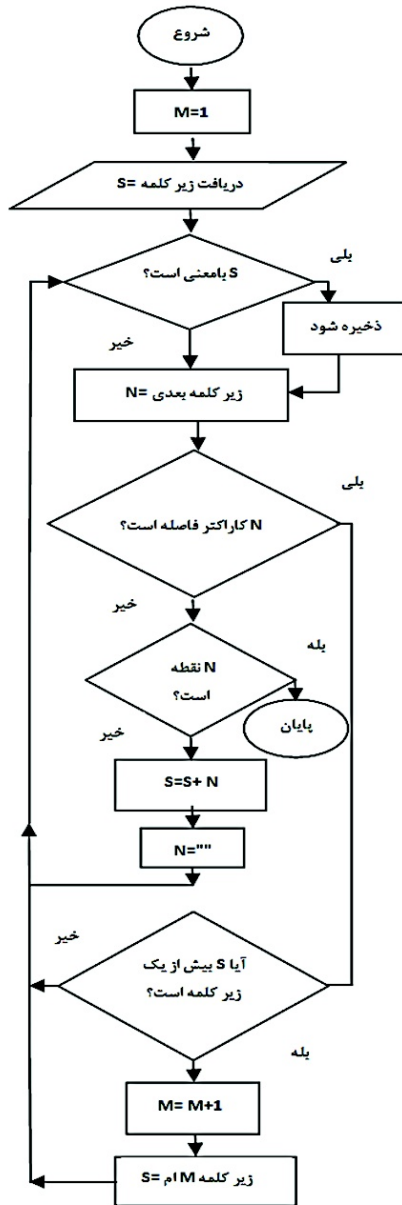 شروع
M=1
دریافت زیر کلمه =S
S بامعنی است؟
بلی
ذخیره شود
خیر
زیر کلمه بعدی =N
N کاراکتر فاصله است؟
بلی
خیر
N نقطه
است؟
بله
پایان
خیر
S=S+ N
N=""
آیا S بیش از یک
زیر کلمه است؟
خیر
بله
M= M+1
زیر کلمه M ام =S